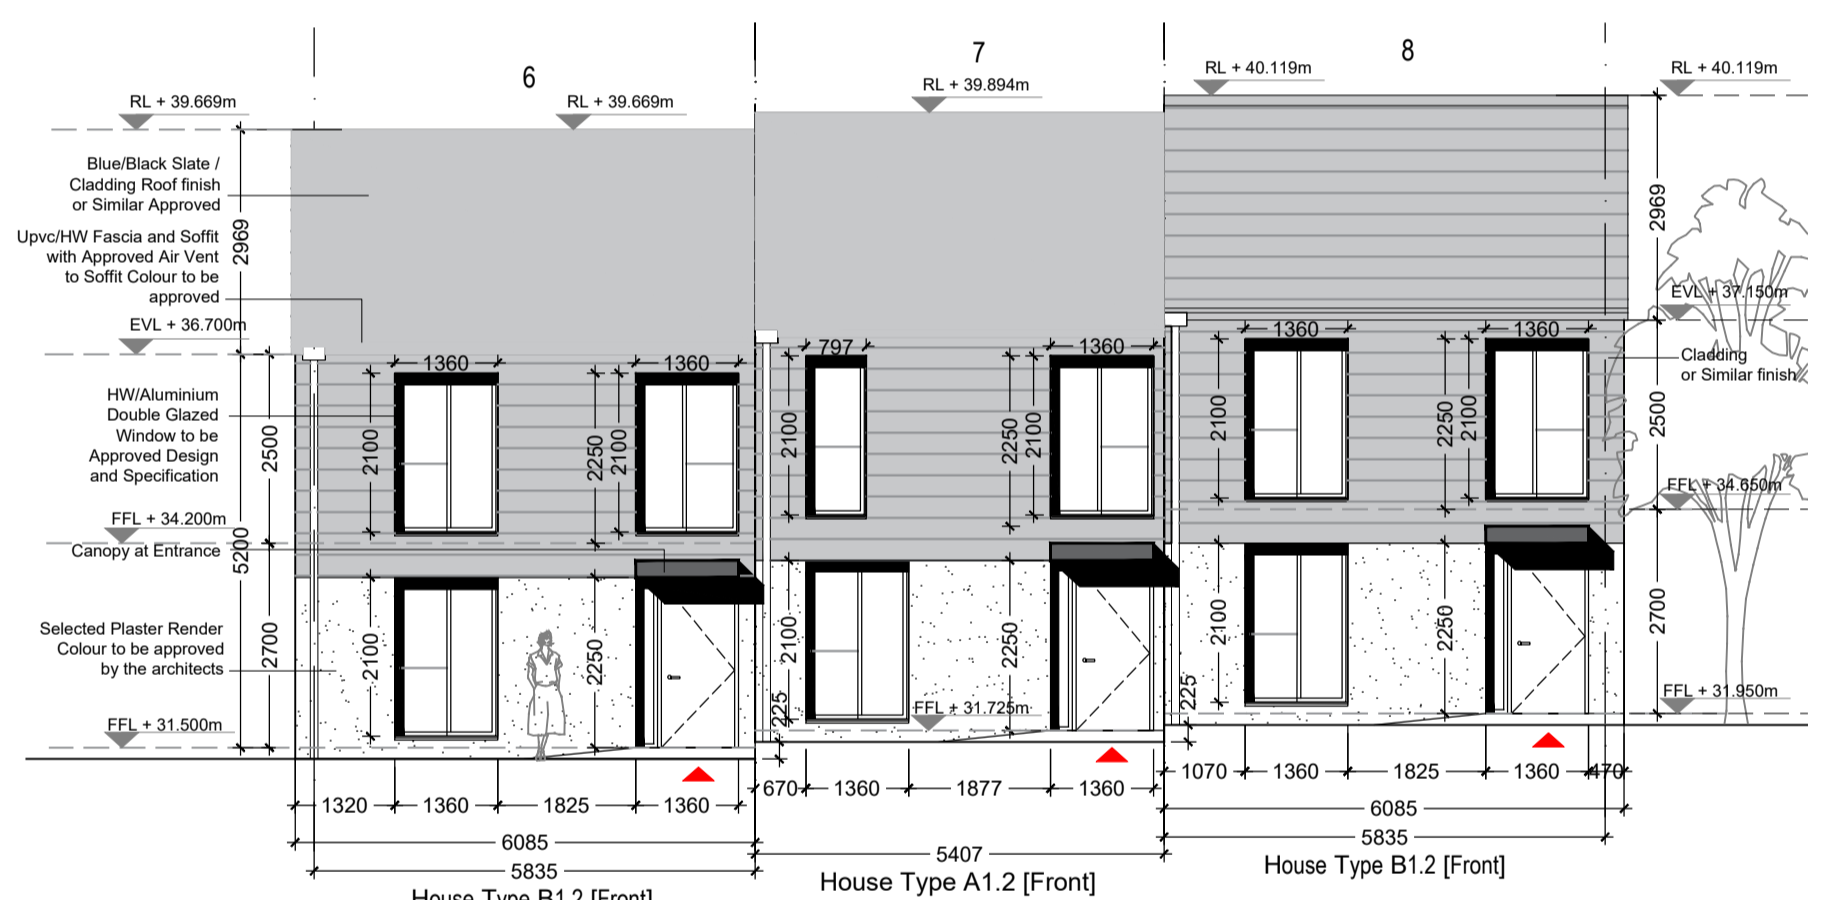 6
7
8
RL + 39.669m
RL + 39.669m
RL + 39.894m
RL + 40.119m
RL + 40.119m
Blue/Black Slate /
Cladding Roof finish
or Similar Approved
Upvc/HW Fascia and Soffit
with Approved Air Vent
to Soffit Colour to be
approved
EVL + 36.700m
HW/Aluminium
Double Glazed
Window to be
Approved Design
and Specification
FFL + 34.200m
Canopy at Entrance
Selected Plaster Render
Colour to be approved
by the architects
FFL + 31.500m
2969
5200
2500
2700
1360
1360
2100
2250
2100
2100
2250
797
1360
2100
2250
2100
2100
2250
225
FFL + 31.725m
1360
1360
2100
2250
2100
2100
2250
225
2969
EVL + 37.150m
Cladding
or Similar finish
2500
FFL + 34.650m
2700
FFL + 31.950m
1320
1360
1825
1360
6085
5835
House Type B1.2 [Front]
670
1360
1877
1360
5407
House Type A1.2 [Front]
1070
1360
1825
1360
470
6085
5835
House Type B1.2 [Front]